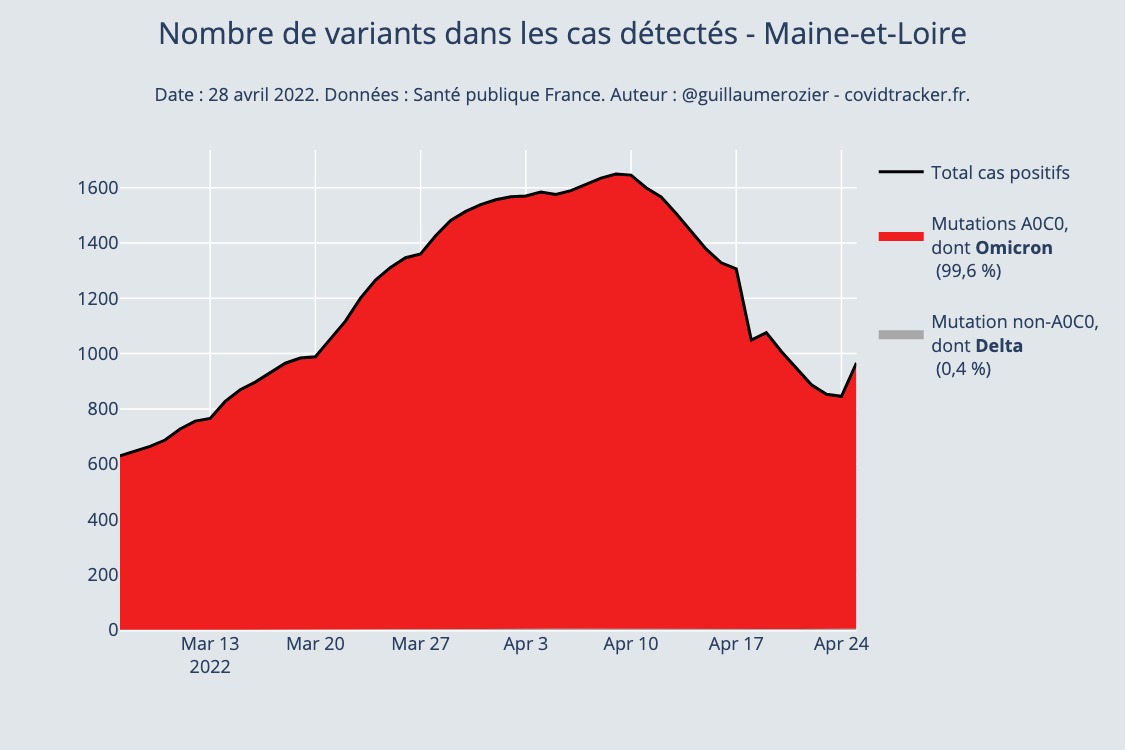 Nombre de variants dans les cas détectés - Maine-et-Loire
Date : 28 avril 2022. Données : Santé publique France. Auteur : @guillaumerozier - covidtracker.fr.
1600
1400
1200
1000
800
600
400
200
0
Mar 13
2022
Mar 20
Mar 27
Apr 3
Apr 10
Apr 17
Apr 24
Total cas positifs
Mutations A0C0,
dont Omicron
(99,6 %)
Mutation non-A0C0,
dont Delta
(0,4 %)